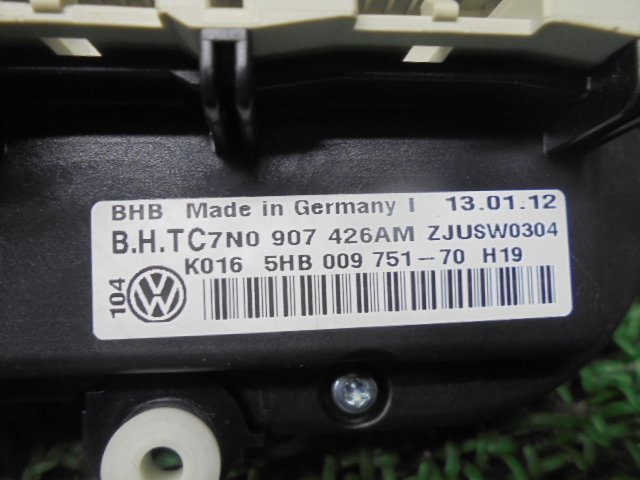 BHB Made in Germany I 13.01.12
B.H.TC7N0 907 426AM ZJUSW0304
K016 5HB 009 751-70 H19
104